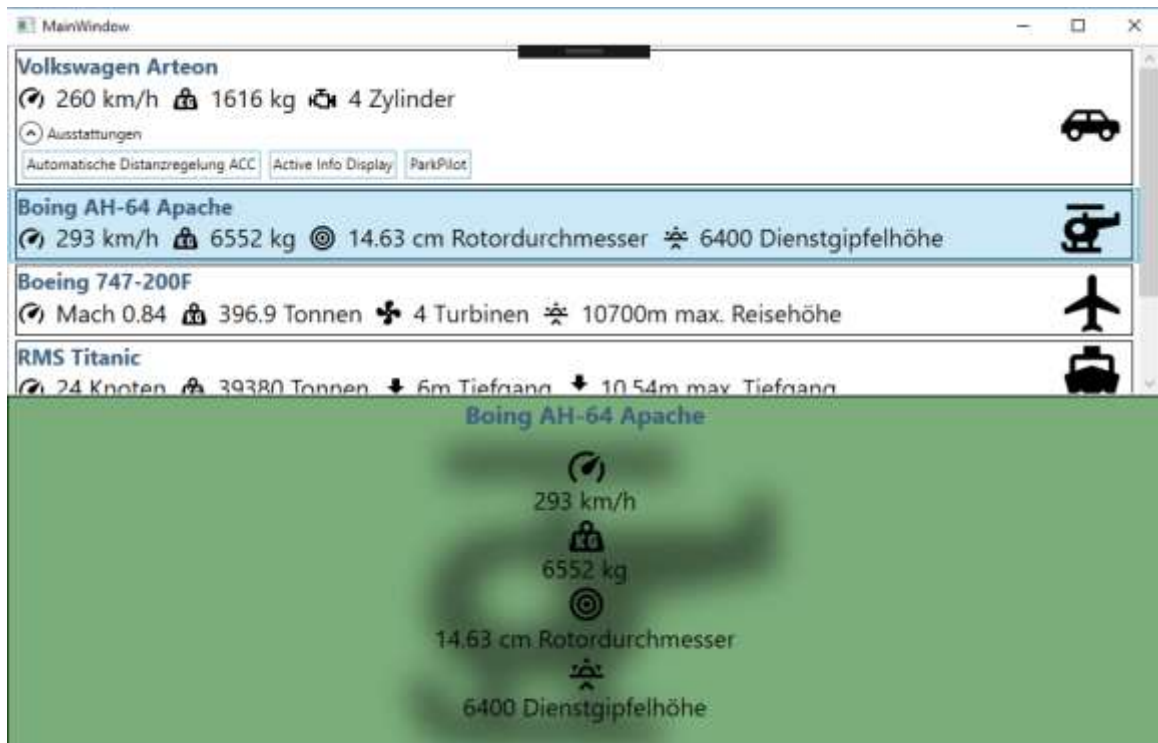 MainWindow
Volkswagen Arteon
260 km/h 1616 kg 4 Zylinder
Ausstattungen
Automatische Distanzregelung ACC Active Info Display ParkPilot
Boing AH-64 Apache
293 km/h KG 6552 kg 14.63 cm Rotordurchmesser 6400 Dienstgipfelhöhe
Boeing 747-200F
Mach 0.84 KG 396.9 Tonnen 4 Turbinen 10700m max. Reisehöhe
RMS Titanic
24 Knoten 39380 Tonnen 6m Tiefgang 10.54m max. Tiefgang
Boing AH-64 Apache
293 km/h
KG
6552 kg
14.63 cm Rotordurchmesser
6400 Dienstgipfelhöhe